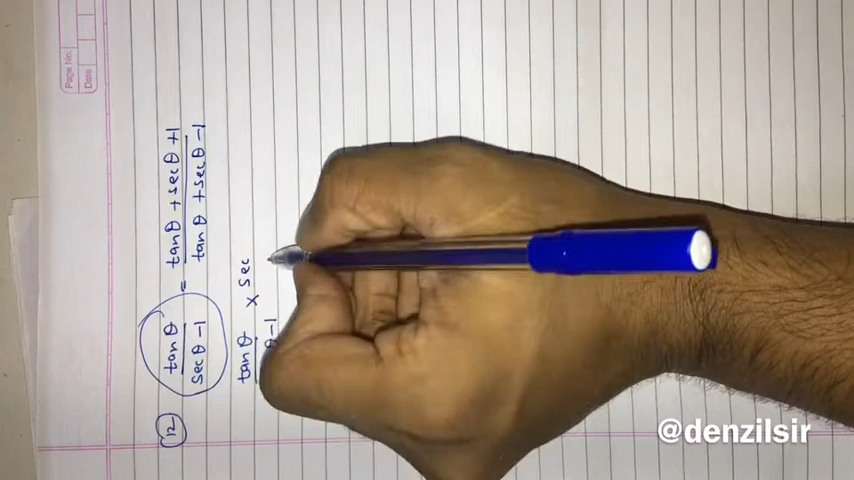 Page No.
Date
12 tanθ / secθ -1 = tanθ + secθ +1 / tanθ + secθ -1
tanθ / θ -1 × sec
@denzilsir